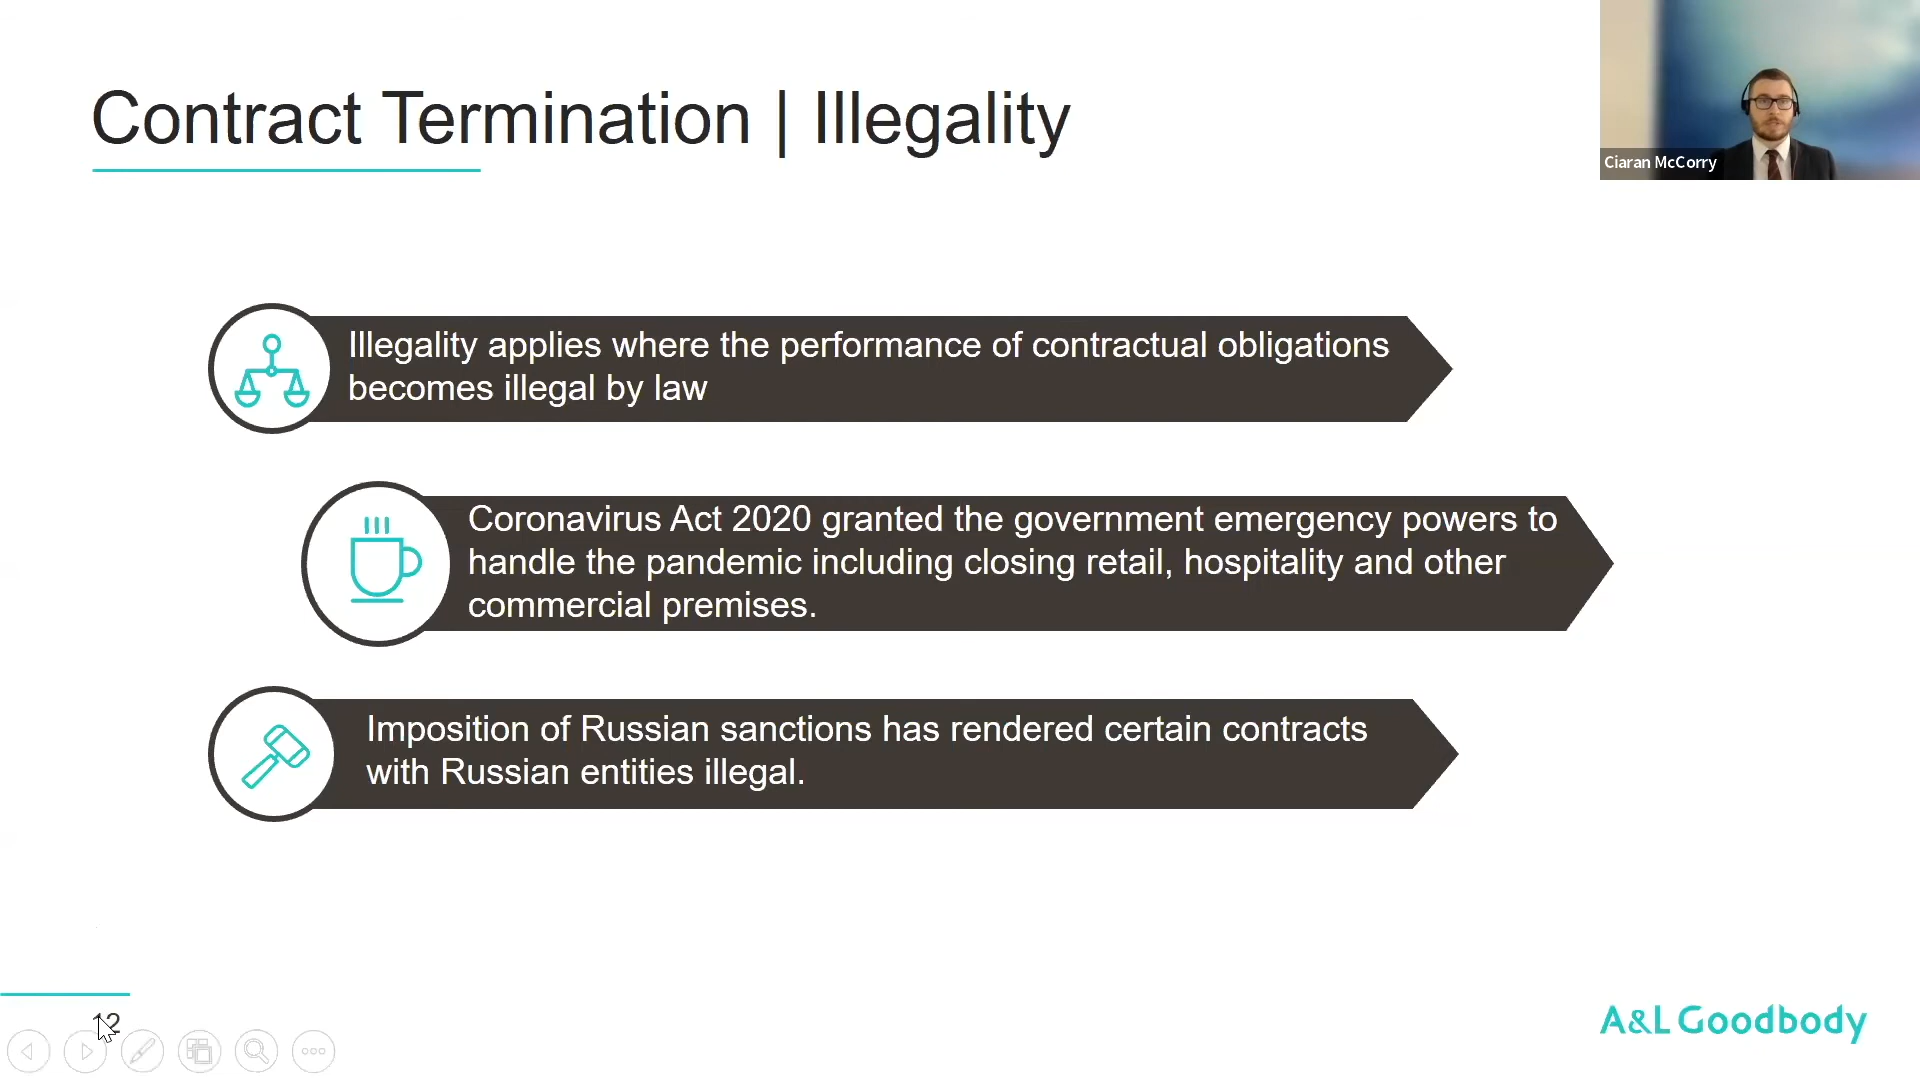 Contract Termination | Illegality
Ciaran McCorry
Illegality applies where the performance of contractual obligations
becomes illegal by law
Coronavirus Act 2020 granted the government emergency powers to
handle the pandemic including closing retail, hospitality and other
commercial premises.
Imposition of Russian sanctions has rendered certain contracts
with Russian entities illegal.
12
A&L Goodbody